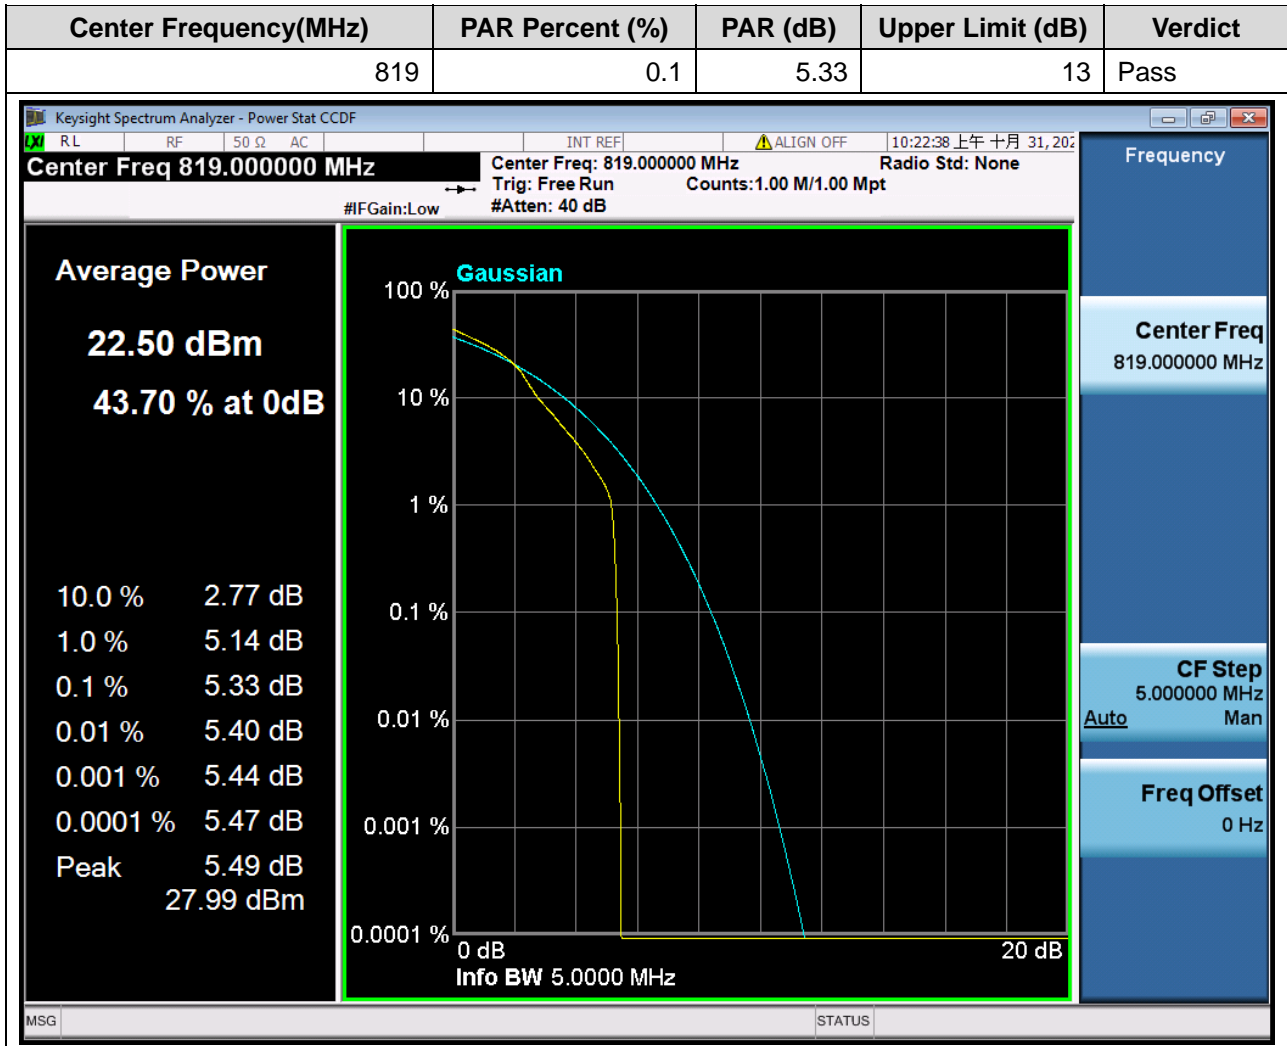 Center Frequency(MHz) PAR Percent (%) PAR (dB) Upper Limit (dB) Verdict
819 0.1 5.33 13 Pass
Keysight Spectrum Analyzer - Power Stat CCDF
LXI RL RF 50 Ω AC INT REF ALIGN OFF 10:22:38 上午 十月 31, 202
Center Freq 819.000000 MHz
Center Freq: 819.000000 MHz Radio Std: None
Trig: Free Run Counts:1.00 M/1.00 Mpt
#IFGain:Low #Atten: 40 dB
Average Power
22.50 dBm
43.70 % at 0dB
10.0 % 2.77 dB
1.0 % 5.14 dB
0.1 % 5.33 dB
0.01 % 5.40 dB
0.001 % 5.44 dB
0.0001 % 5.47 dB
Peak 5.49 dB
27.99 dBm
Gaussian
100 %
10 %
1 %
0.1 %
0.01 %
0.001 %
0.0001 %
0 dB 20 dB
Info BW 5.0000 MHz
Frequency
Center Freq
819.000000 MHz
CF Step
5.000000 MHz
Auto Man
Freq Offset
0 Hz
MSG STATUS